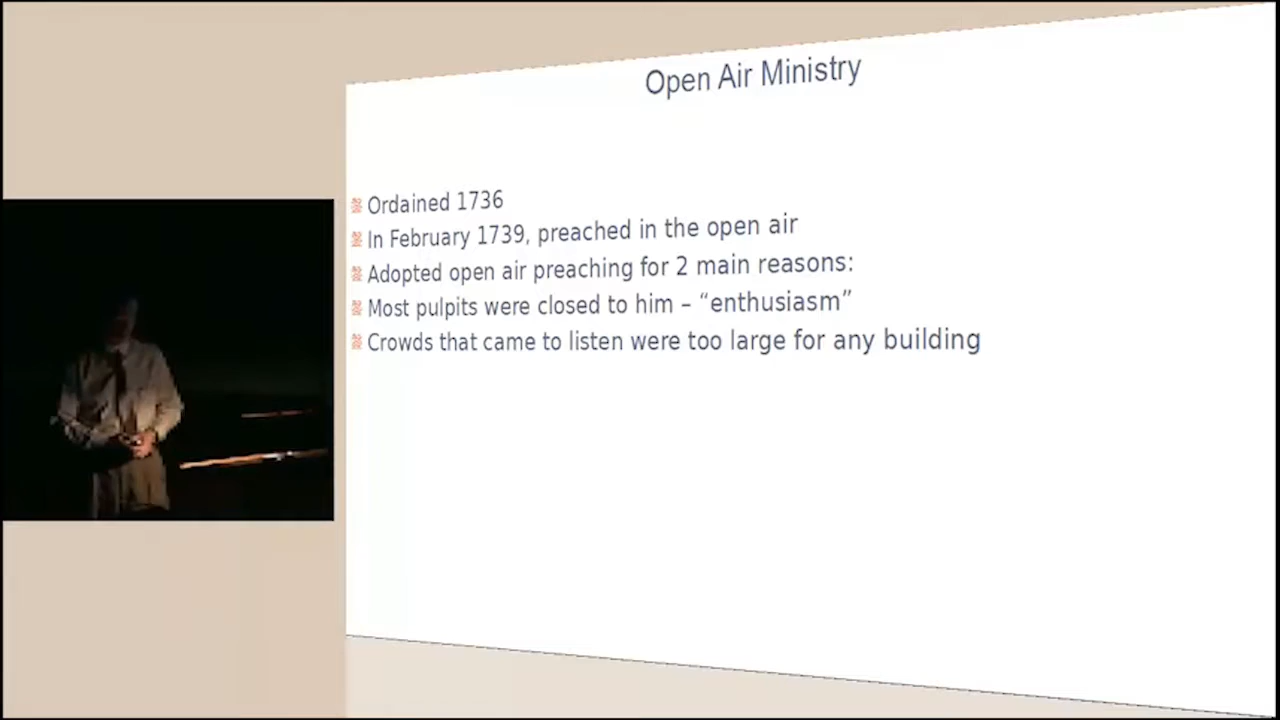 Open Air Ministry
Ordained 1736
In February 1739, preached in the open air
Adopted open air preaching for 2 main reasons:
Most pulpits were closed to him – “enthusiasm”
Crowds that came to listen were too large for any building